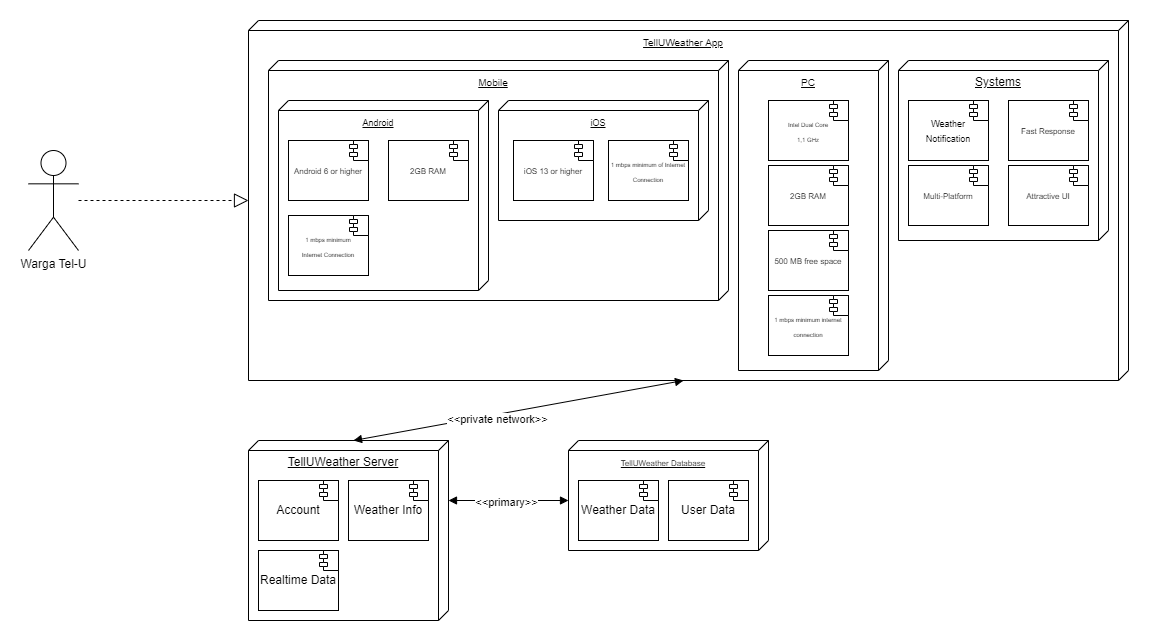 TellUWeather App
Mobile
Android
Android 6 or higher
2GB RAM
1 mbps minimum
Internet Connection
iOS
iOS 13 or higher
1 mbps minimum of Internet
Connection
PC
Intel Dual Core
1,1 GHz
2GB RAM
500 MB free space
1 mbps minimum internet
connection
Systems
Weather
Notification
Fast Response
Multi-Platform
Attractive UI
Warga Tel-U
<<private network>>
TellUWeather Server
Account
Weather Info
Realtime Data
<<primary>>
TellUWeather Database
Weather Data
User Data